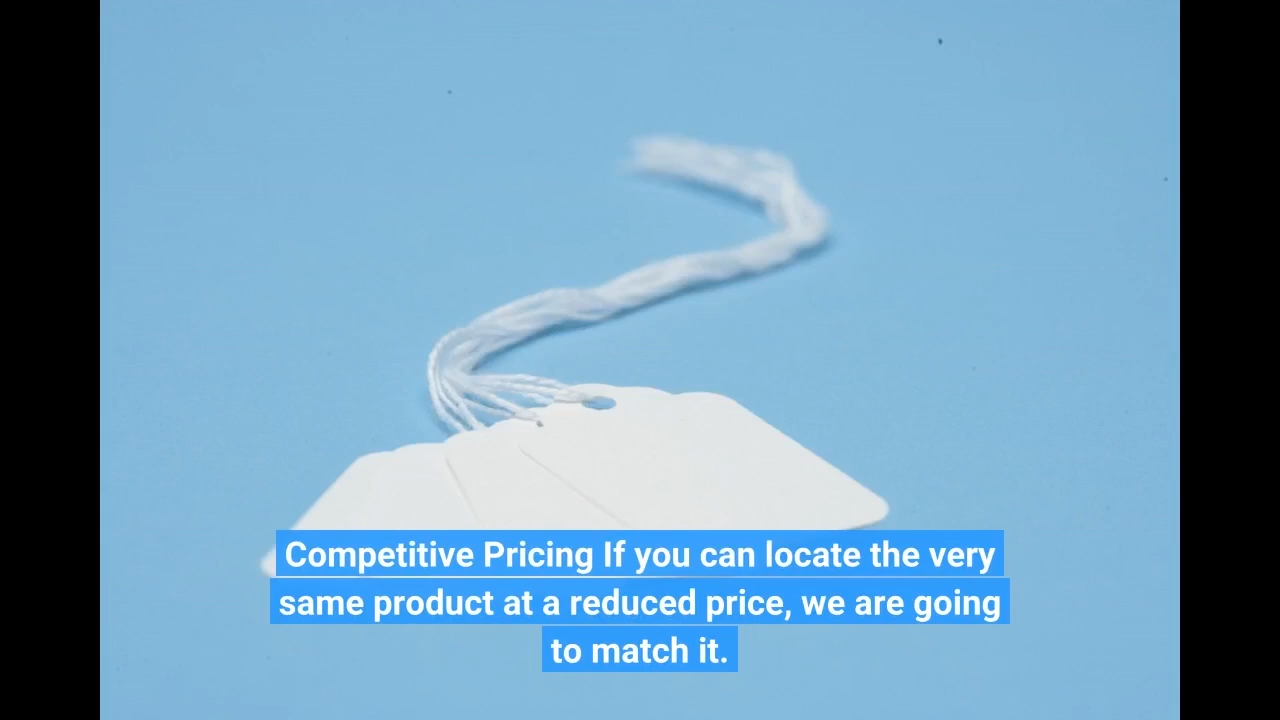 Competitive Pricing If you can locate the very
same product at a reduced price, we are going
to match it.